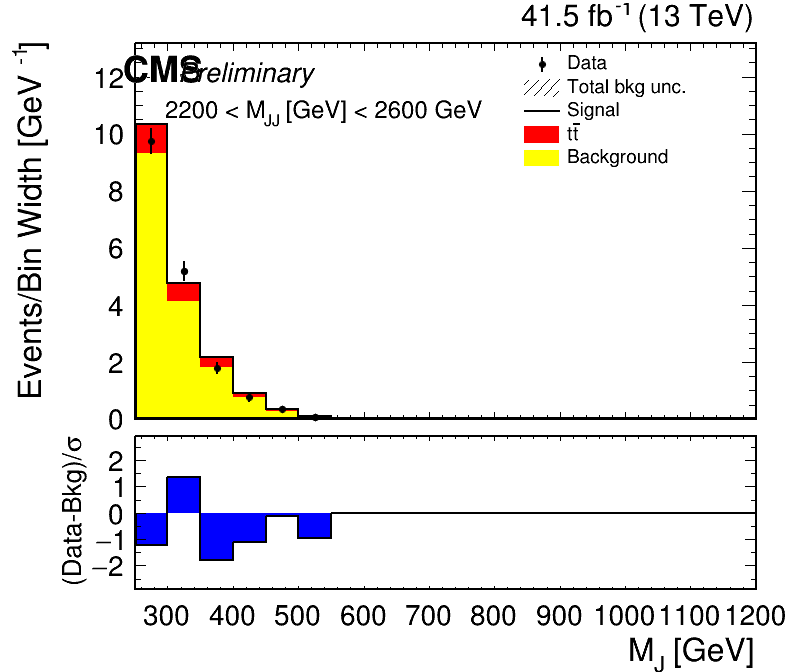 41.5 fb⁻¹ (13 TeV)
CMS Preliminary
2200 < M_JJ [GeV] < 2600 GeV
Data
Total bkg unc.
Signal
tt̄
Background
Events/Bin Width [GeV⁻¹]
12
10
8
6
4
2
0
(Data-Bkg)/σ
2
1
0
−1
−2
300 400 500 600 700 800 900 1000 1100 1200
M_J [GeV]